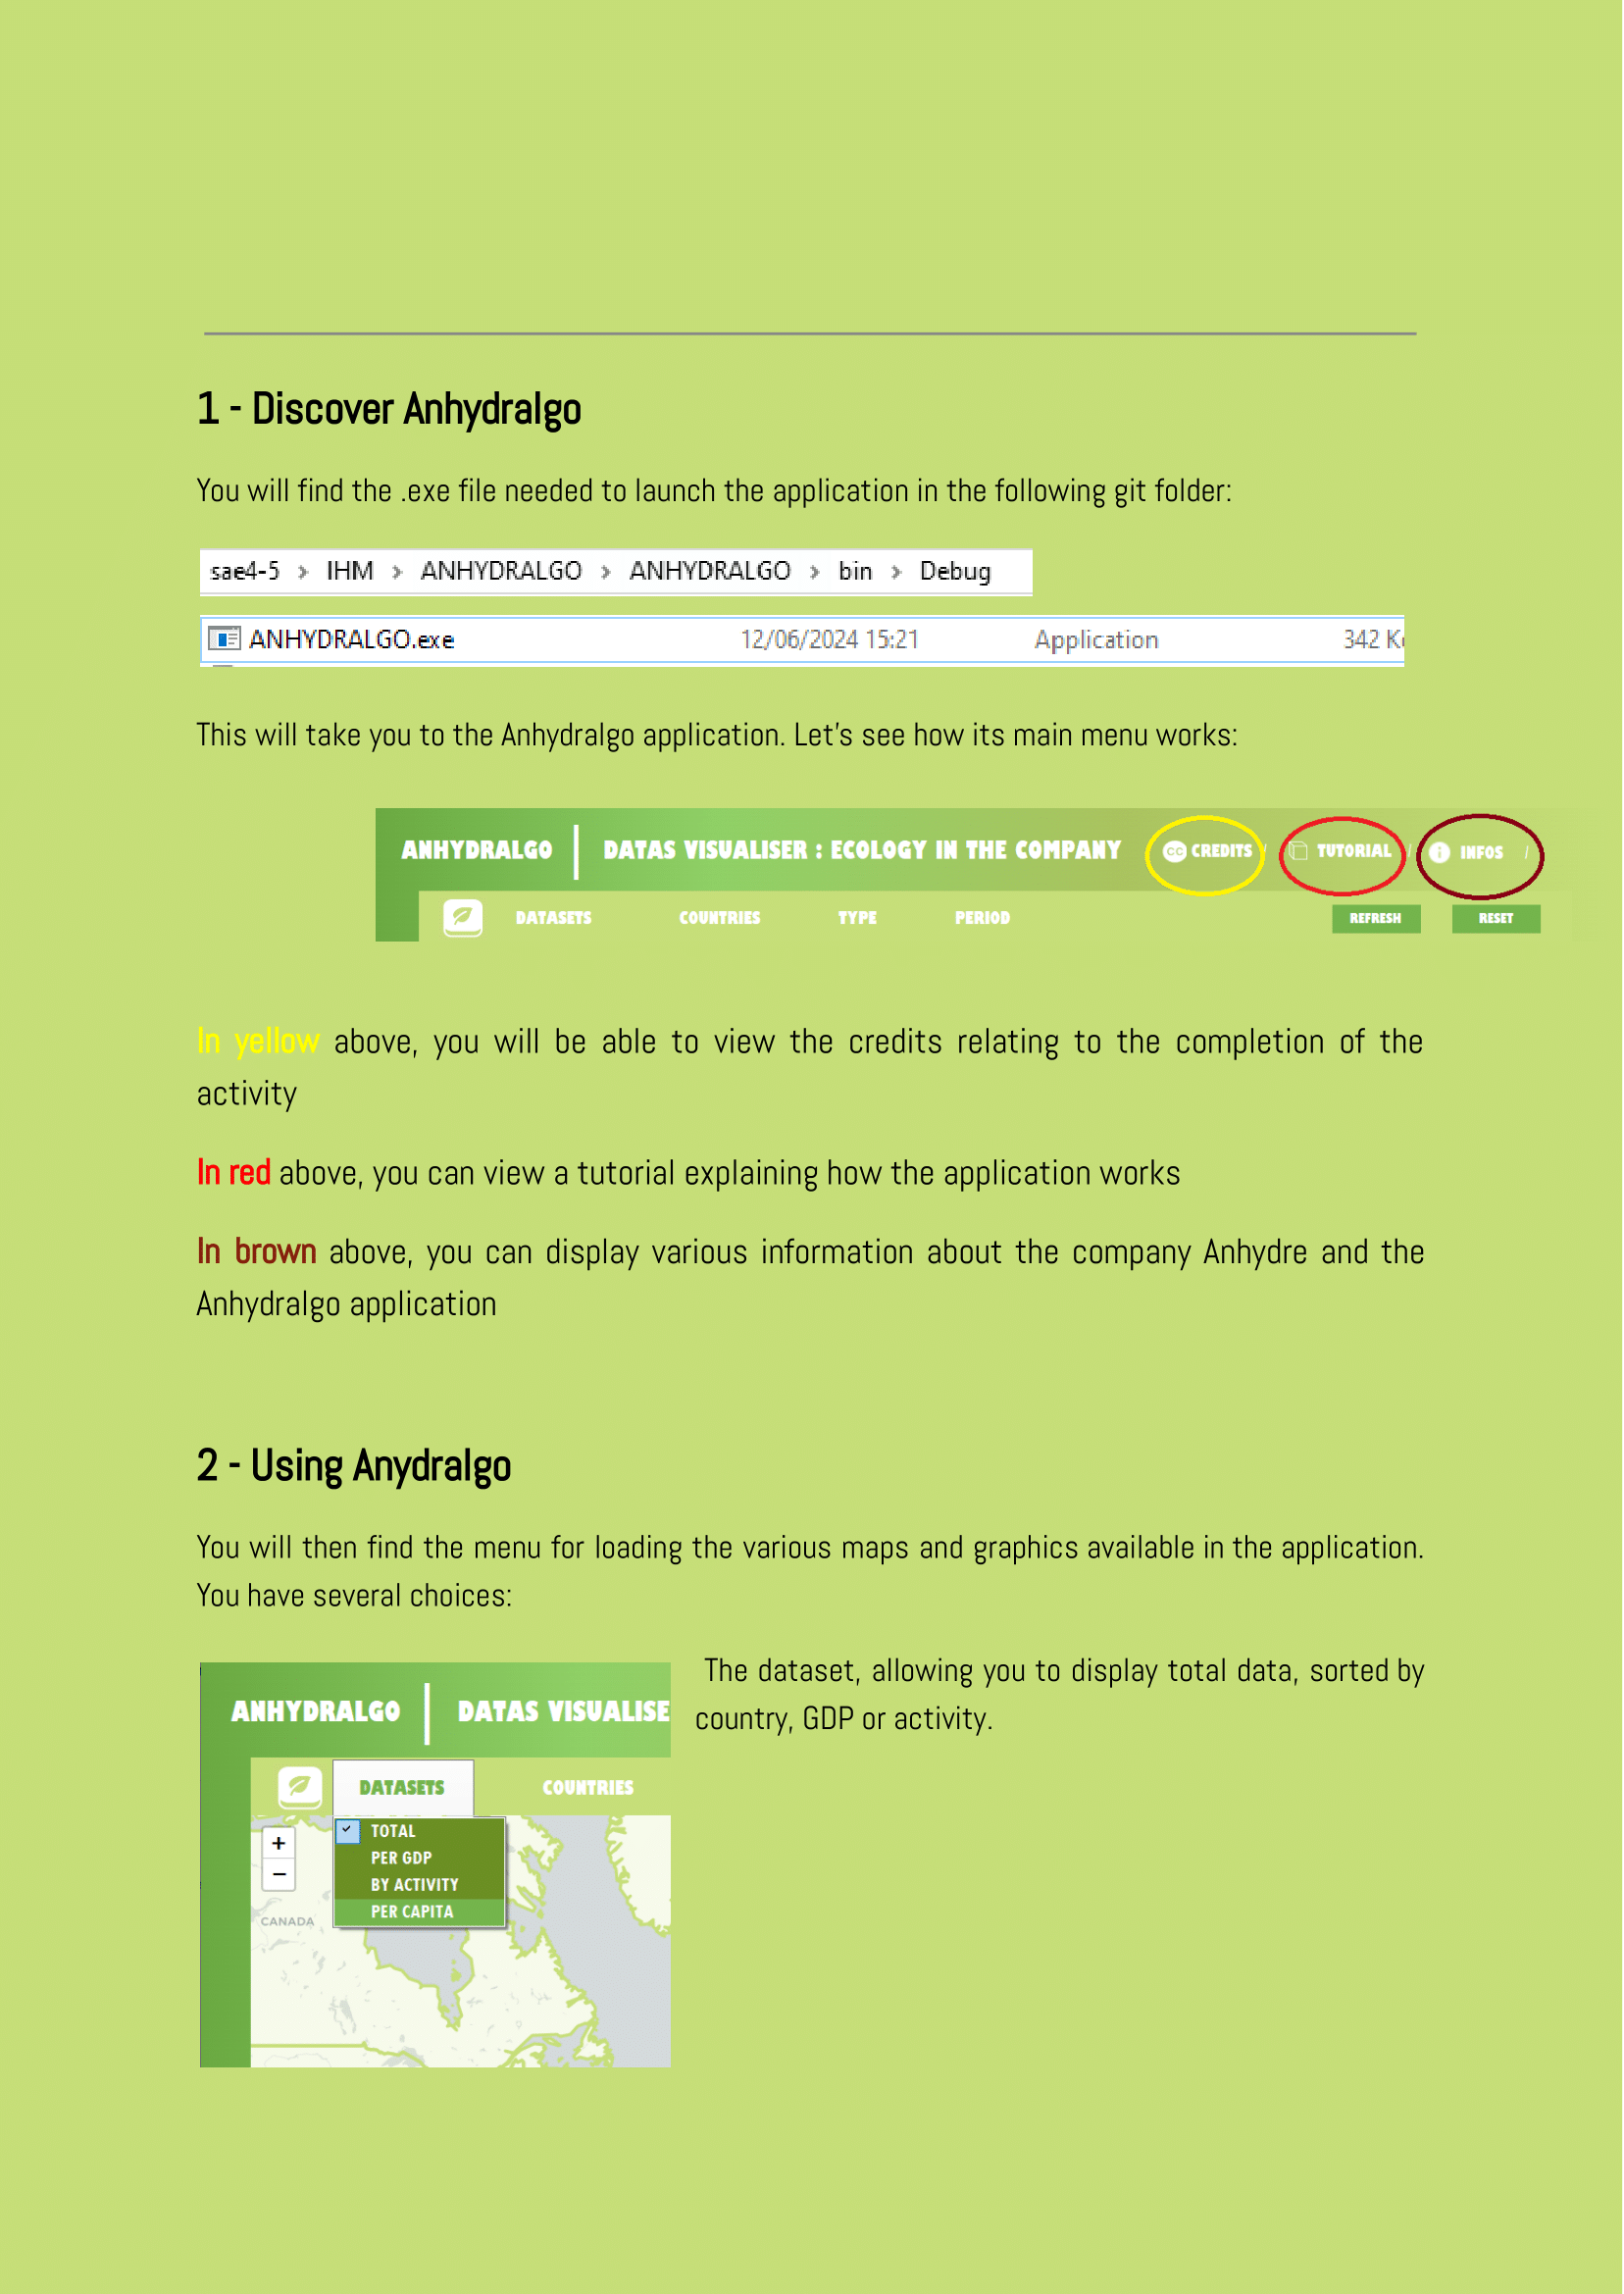 1 - Discover Anhydralgo
You will find the .exe file needed to launch the application in the following git folder:
sae4-5 > IHM > ANHYDRALGO > ANHYDRALGO > bin > Debug
ANHYDRALGO.exe 12/06/2024 15:21 Application 342
This will take you to the Anhydralgo application. Let's see how its main menu works:
ANHYDRALGO | DATAS VISUALISER : ECOLOGY IN THE COMPANY CC CREDITS / TUTORIAL / i INFOS /
DATASETS COUNTRIES TYPE PERIOD REFRESH RESET
In yellow above, you will be able to view the credits relating to the completion of the
activity
In red above, you can view a tutorial explaining how the application works
In brown above, you can display various information about the company Anhydre and the
Anhydralgo application
2 - Using Anydralgo
You will then find the menu for loading the various maps and graphics available in the application.
You have several choices:
The dataset, allowing you to display total data, sorted by
country, GDP or activity.
ANHYDRALGO | DATAS VISUALISE
DATASETS COUNTRIES
+
−
TOTAL
PER GDP
BY ACTIVITY
PER CAPITA
CANADA